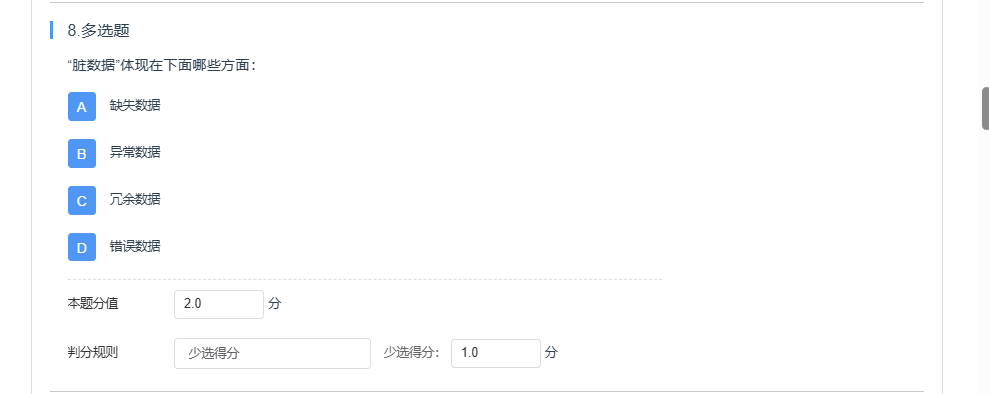 8.多选题
“脏数据”体现在下面哪些方面：
A 缺失数据
B 异常数据
C 冗余数据
D 错误数据
本题分值 2.0 分
判分规则 少选得分 少选得分： 1.0 分